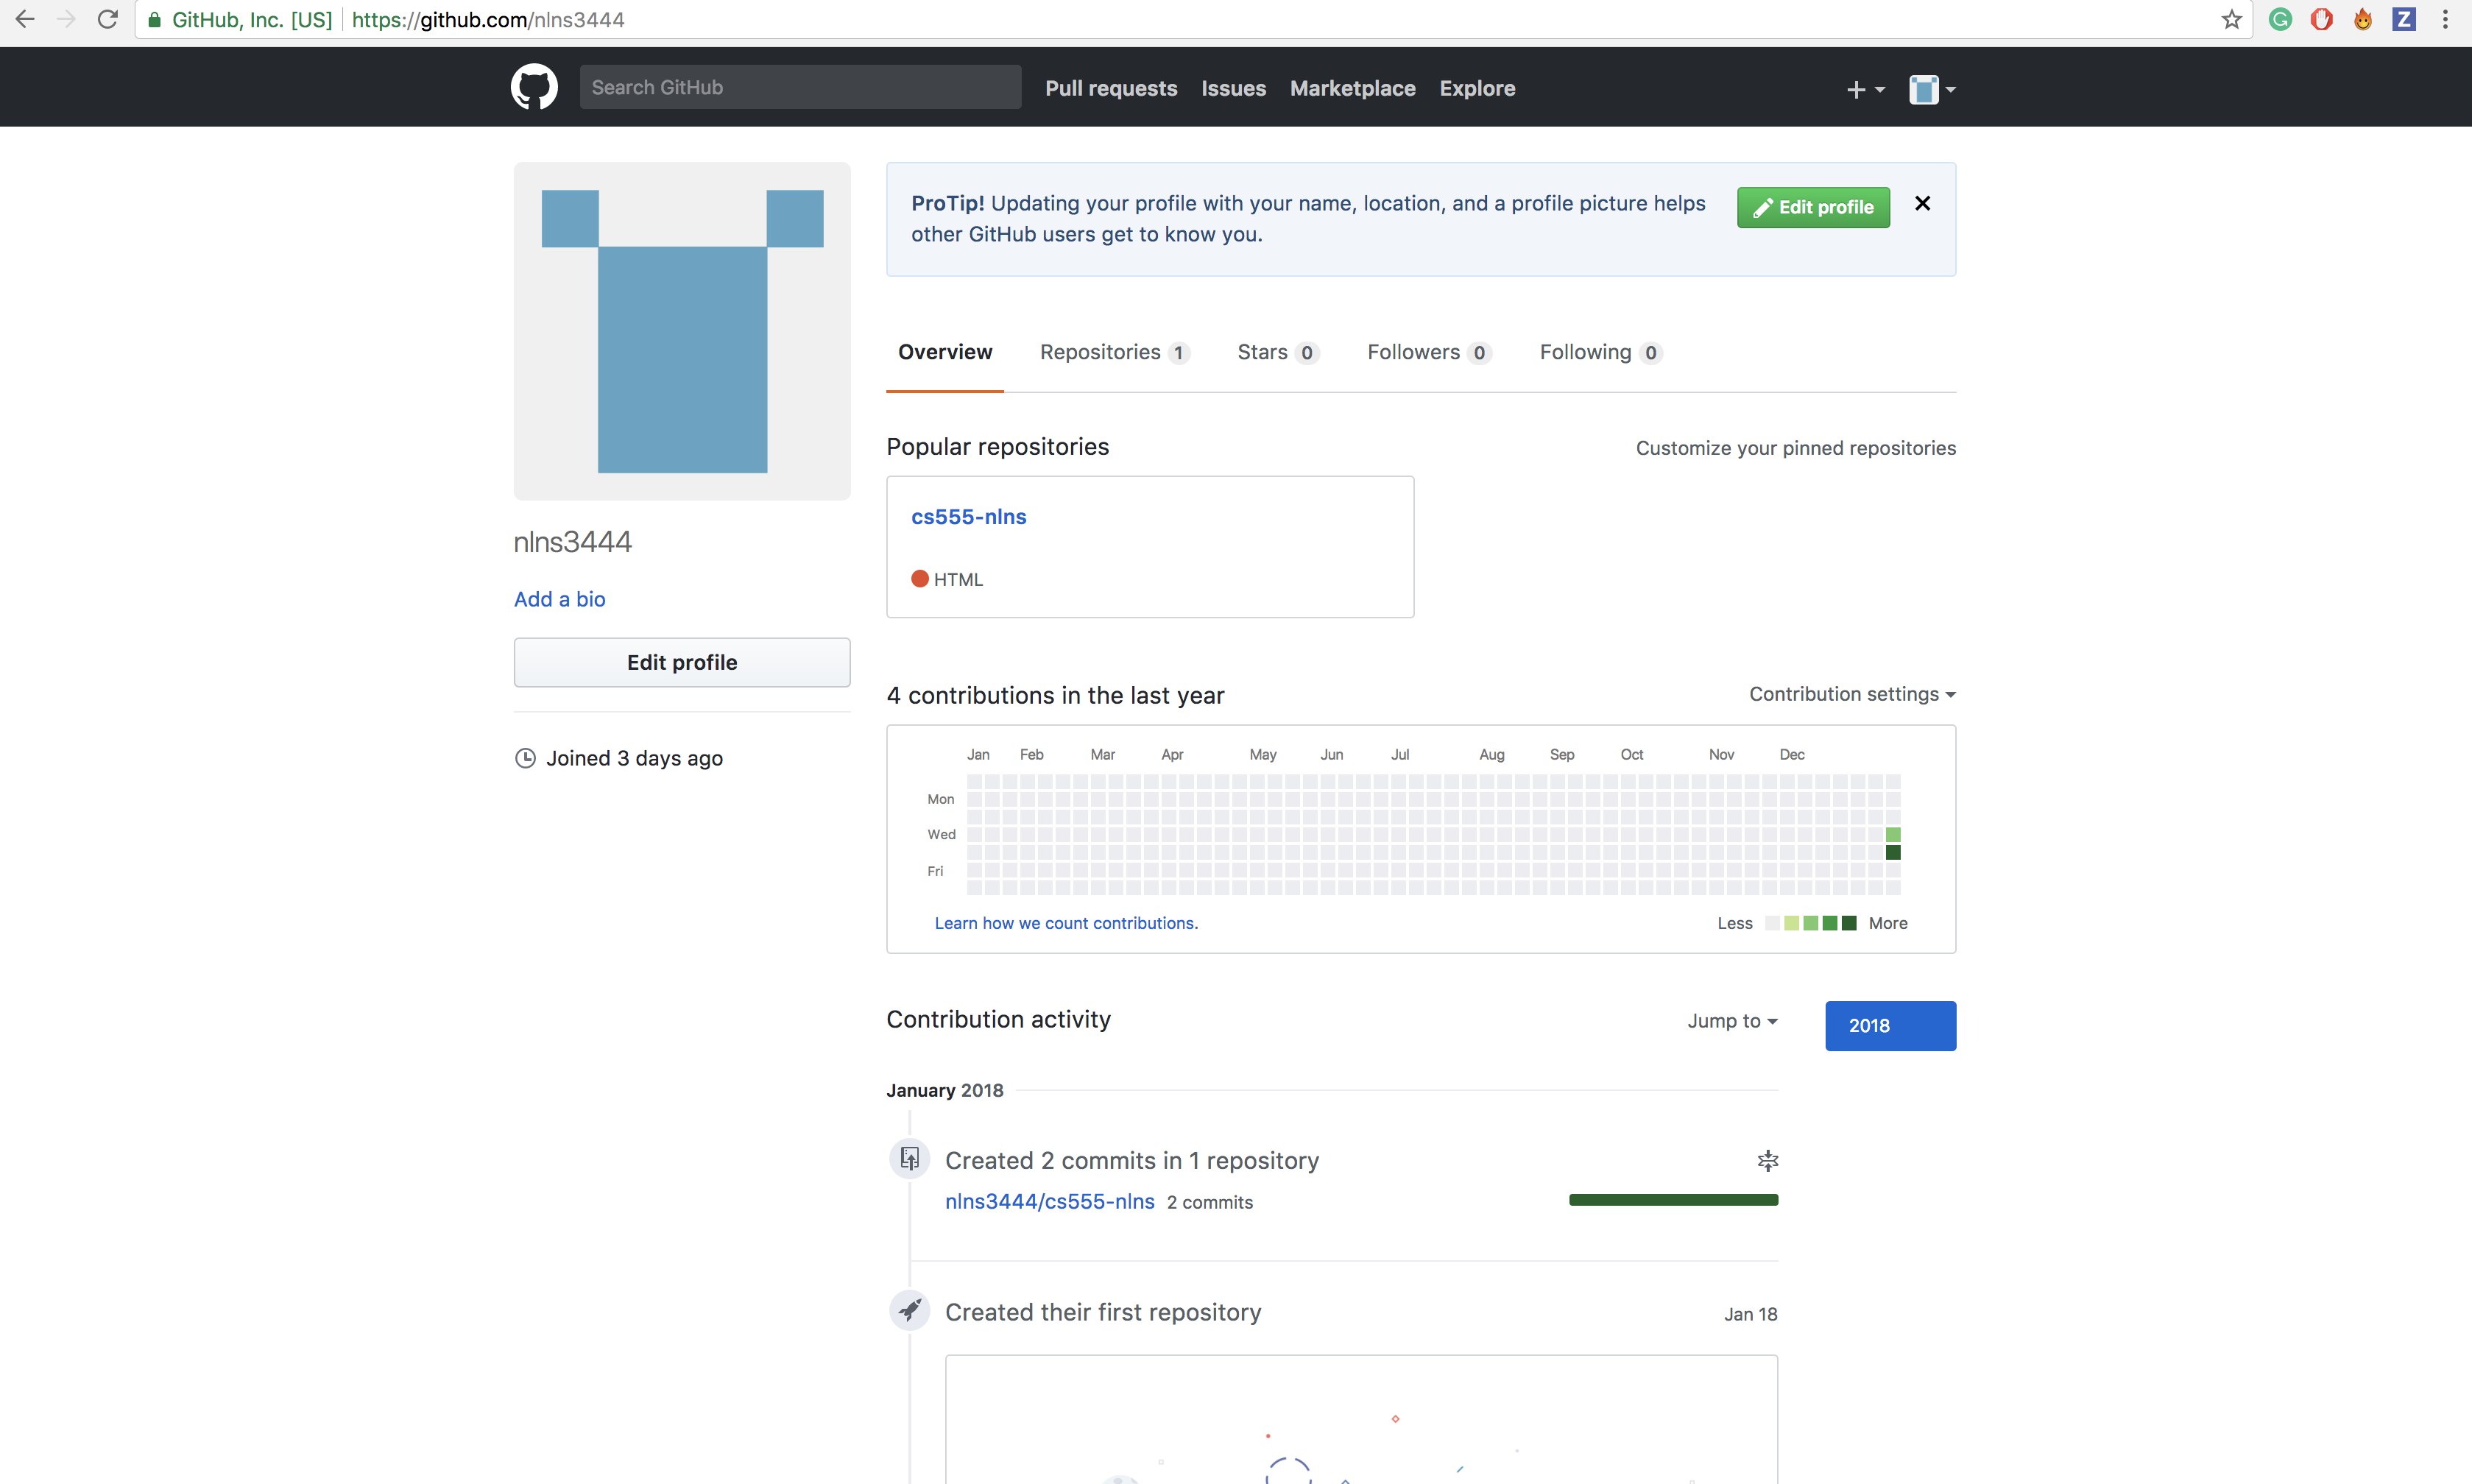 GitHub, Inc. [US] https://github.com/nlns3444
Z
Search GitHub
Pull requests Issues Marketplace Explore
ProTip! Updating your profile with your name, location, and a profile picture helps
other GitHub users get to know you.
Edit profile
Overview Repositories 1 Stars 0 Followers 0 Following 0
nlns3444
Add a bio
Edit profile
Joined 3 days ago
Popular repositories
Customize your pinned repositories
cs555-nlns
HTML
4 contributions in the last year
Contribution settings
Jan Feb Mar Apr May Jun Jul Aug Sep Oct Nov Dec
Mon
Wed
Fri
Learn how we count contributions.
Less More
Contribution activity
Jump to
2018
January 2018
Created 2 commits in 1 repository
nlns3444/cs555-nlns 2 commits
Created their first repository
Jan 18